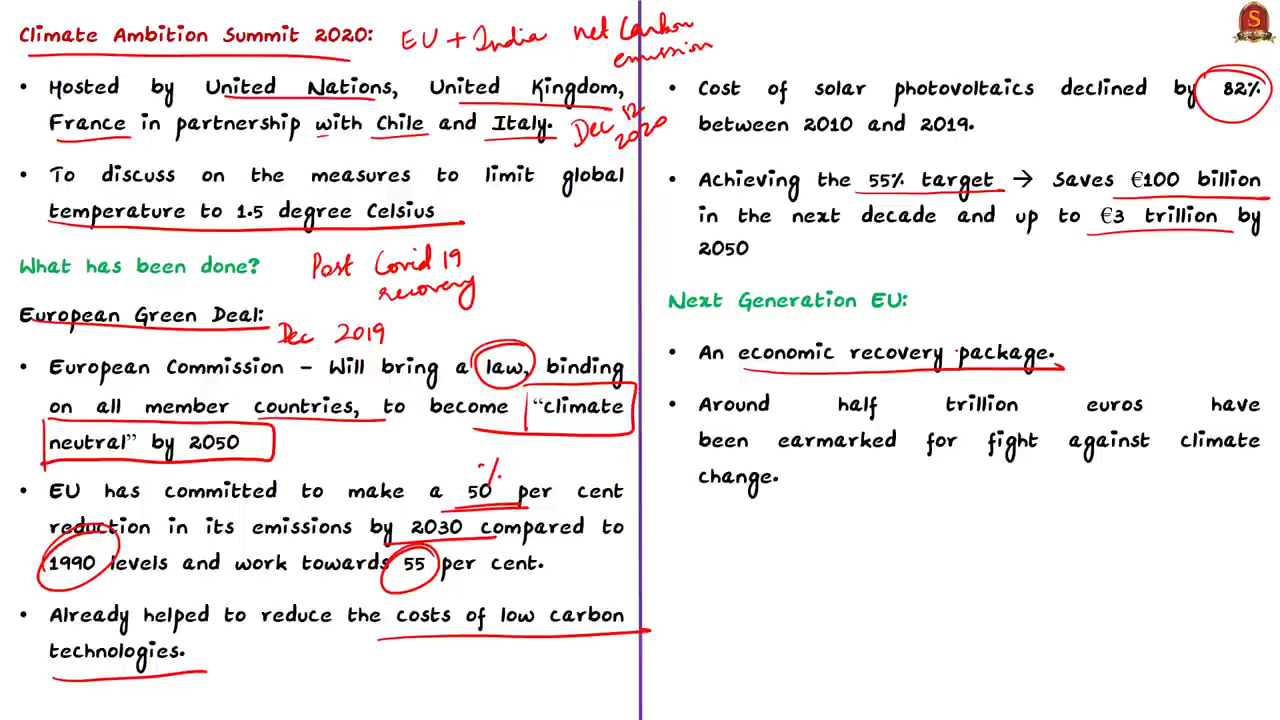 Climate Ambition Summit 2020:
EU + India net Carbon
emission
• Hosted by United Nations, United Kingdom,
France in partnership with Chile and Italy.
Dec 12
2020
• To discuss on the measures to limit global
temperature to 1.5 degree Celsius
What has been done?
Post Covid 19
recovery
European Green Deal:
Dec 2019
• European Commission – Will bring a law, binding
on all member countries, to become “climate
neutral” by 2050
%
• EU has committed to make a 50 per cent
reduction in its emissions by 2030 compared to
1990 levels and work towards 55 per cent.
• Already helped to reduce the costs of low carbon
technologies.
• Cost of solar photovoltaics declined by 82%
between 2010 and 2019.
• Achieving the 55% target → saves €100 billion
in the next decade and up to €3 trillion by
2050
Next Generation EU:
• An economic recovery package.
• Around half trillion euros have
been earmarked for fight against climate
change.
S